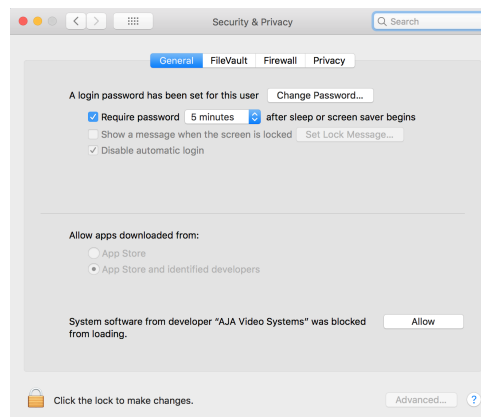 Security & Privacy
Search
General FileVault Firewall Privacy
A login password has been set for this user Change Password...
Require password 5 minutes after sleep or screen saver begins
Show a message when the screen is locked Set Lock Message...
Disable automatic login
Allow apps downloaded from:
App Store
App Store and identified developers
System software from developer “AJA Video Systems” was blocked Allow
from loading.
Click the lock to make changes. Advanced... ?